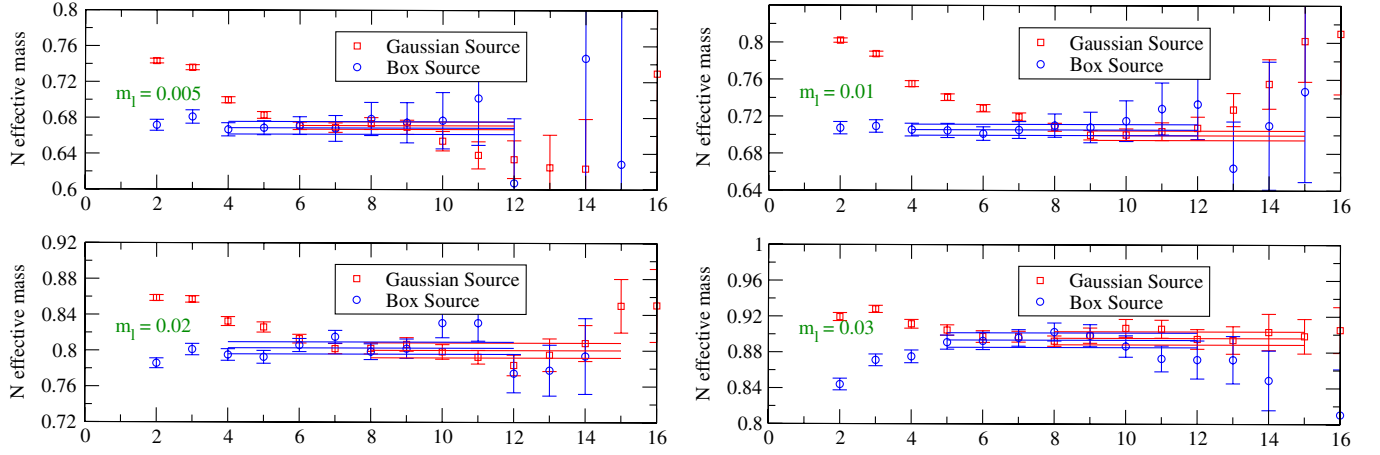 0.8
0.76
0.72
0.68
0.64
0.6
N effective mass
Gaussian Source
Box Source
m_l = 0.005
0 2 4 6 8 10 12 14 16
0.8
0.76
0.72
0.68
0.64
N effective mass
Gaussian Source
Box Source
m_l = 0.01
0 2 4 6 8 10 12 14 16
0.92
0.88
0.84
0.8
0.76
0.72
N effective mass
Gaussian Source
Box Source
m_l = 0.02
0 2 4 6 8 10 12 14 16
1
0.96
0.92
0.88
0.84
0.8
N effective mass
Gaussian Source
Box Source
m_l = 0.03
0 2 4 6 8 10 12 14 16